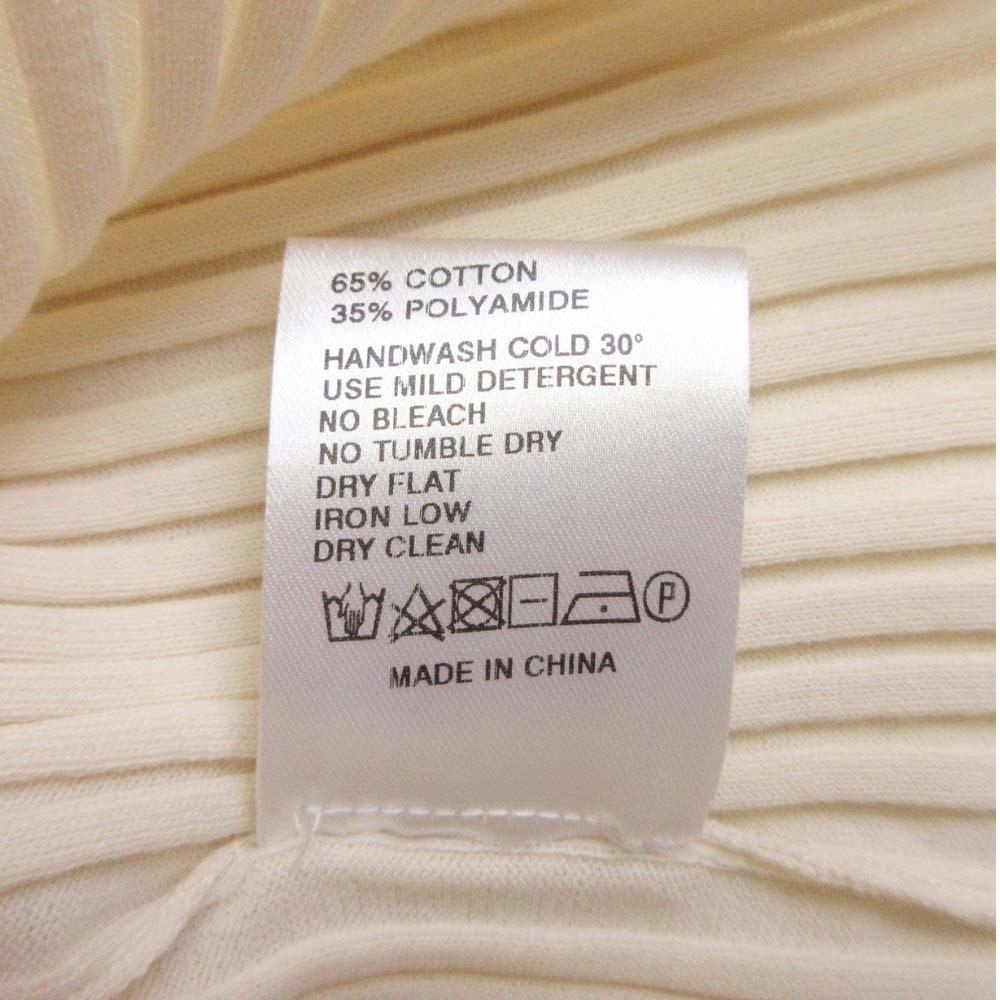 65% COTTON
35% POLYAMIDE
HANDWASH COLD 30°
USE MILD DETERGENT
NO BLEACH
NO TUMBLE DRY
DRY FLAT
IRON LOW
DRY CLEAN
P
MADE IN CHINA